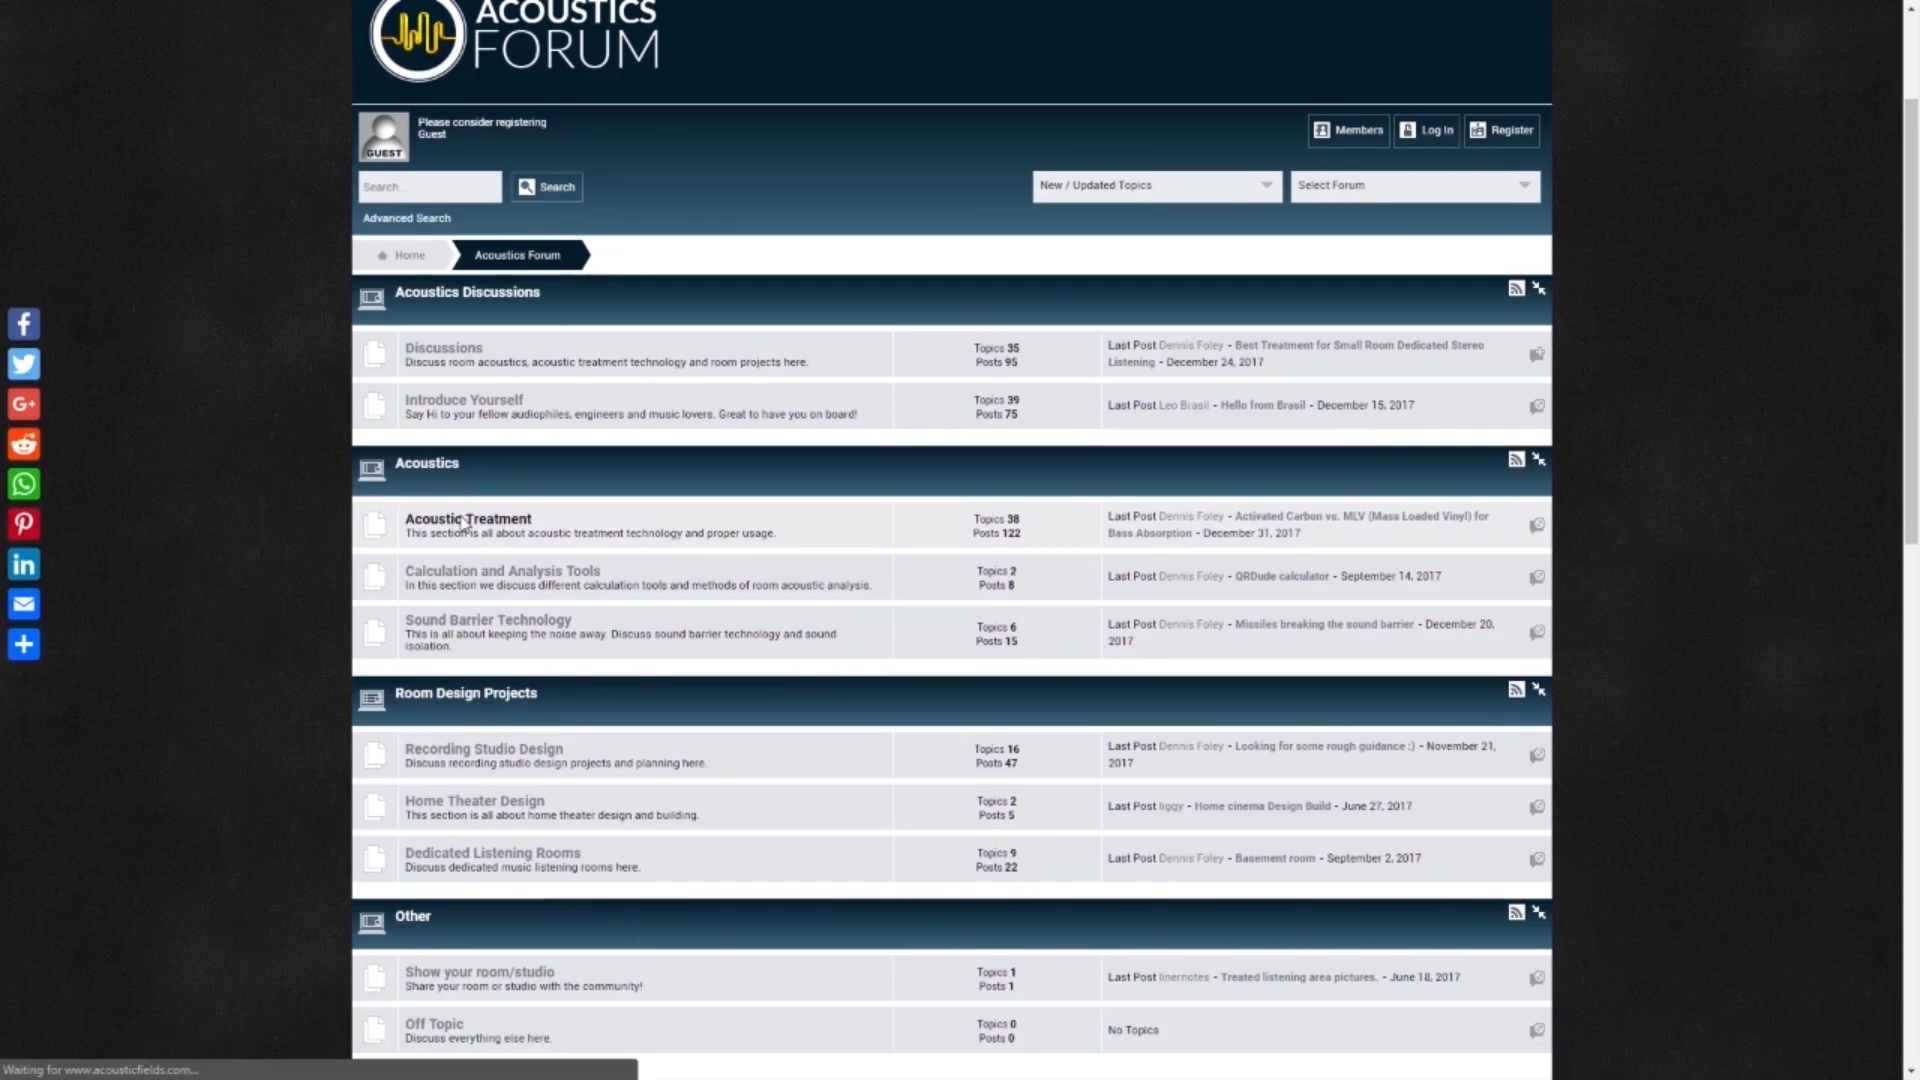 ACOUSTICS
FORUM
GUEST
Please consider registering
Guest
Members
Log In
Register
Search...
Search
New / Updated Topics
Select Forum
Advanced Search
Home
Acoustics Forum
Acoustics Discussions
Discussions
Discuss room acoustics, acoustic treatment technology and room projects here.
Topics 35
Posts 95
Last Post Dennis Foley - Best Treatment for Small Room Dedicated Stereo
Listening - December 24, 2017
Introduce Yourself
Say Hi to your fellow audiophiles, engineers and music lovers. Great to have you on board!
Topics 39
Posts 75
Last Post Leo Brasil - Hello from Brasil - December 15, 2017
Acoustics
Acoustic Treatment
This section is all about acoustic treatment technology and proper usage.
Topics 38
Posts 122
Last Post Dennis Foley - Activated Carbon vs. MLV (Mass Loaded Vinyl) for
Bass Absorption - December 31, 2017
Calculation and Analysis Tools
In this section we discuss different calculation tools and methods of room acoustic analysis.
Topics 2
Posts 8
Last Post Dennis Foley - QRDude calculator - September 14, 2017
Sound Barrier Technology
This is all about keeping the noise away. Discuss sound barrier technology and sound
isolation.
Topics 6
Posts 15
Last Post Dennis Foley - Missiles breaking the sound barrier - December 20,
2017
Room Design Projects
Recording Studio Design
Discuss recording studio design projects and planning here.
Topics 16
Posts 47
Last Post Dennis Foley - Looking for some rough guidance :) - November 21,
2017
Home Theater Design
This section is all about home theater design and building.
Topics 2
Posts 5
Last Post liggy - Home cinema Design Build - June 27, 2017
Dedicated Listening Rooms
Discuss dedicated music listening rooms here.
Topics 9
Posts 22
Last Post Dennis Foley - Basement room - September 2, 2017
Other
Show your room/studio
Share your room or studio with the community!
Topics 1
Posts 1
Last Post linernotes - Treated listening area pictures. - June 18, 2017
Off Topic
Discuss everything else here.
Topics 0
Posts 0
No Topics
Waiting for www.acousticfields.com...